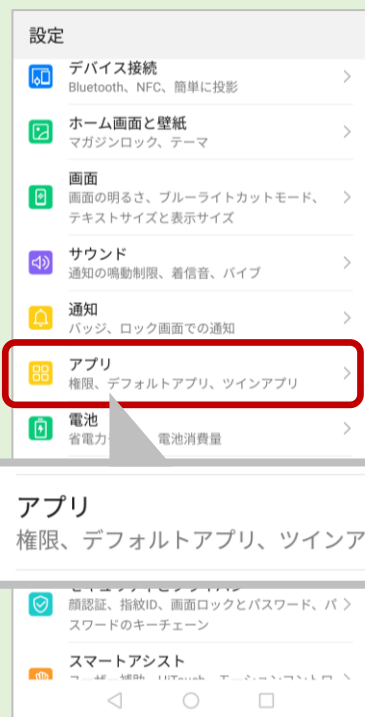 設定
デバイス接続
Bluetooth、NFC、簡単に投影
ホーム画面と壁紙
マガジンロック、テーマ
画面
画面の明るさ、ブルーライトカットモード、
テキストサイズと表示サイズ
サウンド
通知の鳴動制限、着信音、バイブ
通知
バッジ、ロック画面での通知
アプリ
権限、デフォルトアプリ、ツインアプリ
電池
省電力 電池消費量
アプリ
権限、デフォルトアプリ、ツインア
顔認証、指紋ID、画面ロックとパスワード、パ
スワードのキーチェーン
スマートアシスト